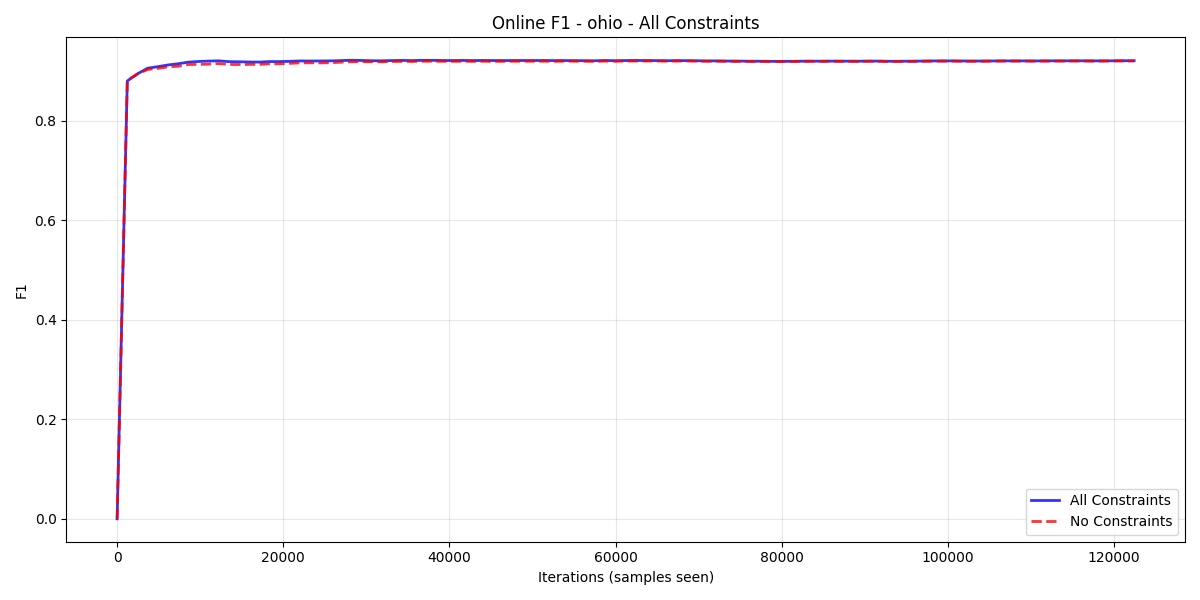 Online F1 - ohio - All Constraints
F1
0.8
0.6
0.4
0.2
0.0
0 20000 40000 60000 80000 100000 120000
Iterations (samples seen)
All Constraints
No Constraints